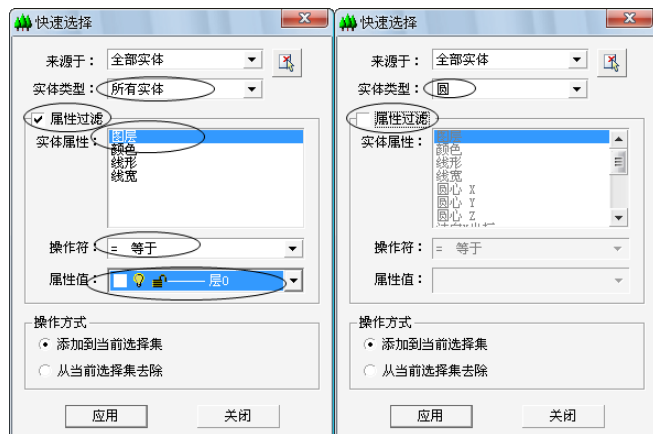 快速选择
来源于： 全部实体
实体类型： 所有实体
属性过滤
实体属性： 图层
颜色
线形
线宽
操作符： = 等于
属性值： 层0
操作方式
添加到当前选择集
从当前选择集去除
应用 关闭
快速选择
来源于： 全部实体
实体类型： 圆
属性过滤
实体属性：
颜色
线形
线宽
圆心 X
圆心 Y
圆心 Z
操作符： = 等于
属性值：
操作方式
添加到当前选择集
从当前选择集去除
应用 关闭